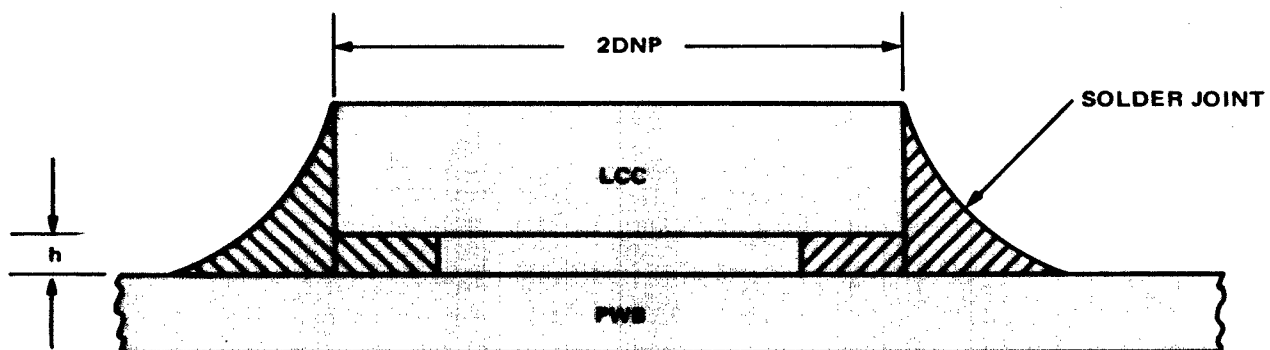 2DNP
SOLDER JOINT
LCC
h
PWB